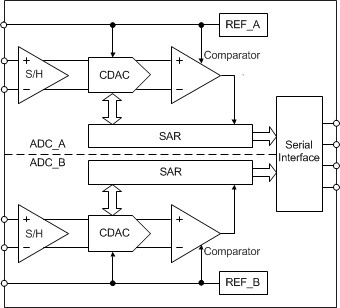 REF_A
Comparator
+
-
S/H
CDAC
+
-
SAR
ADC_A
ADC_B
Serial
Interface
SAR
+
-
S/H
CDAC
+
-
Comparator
REF_B